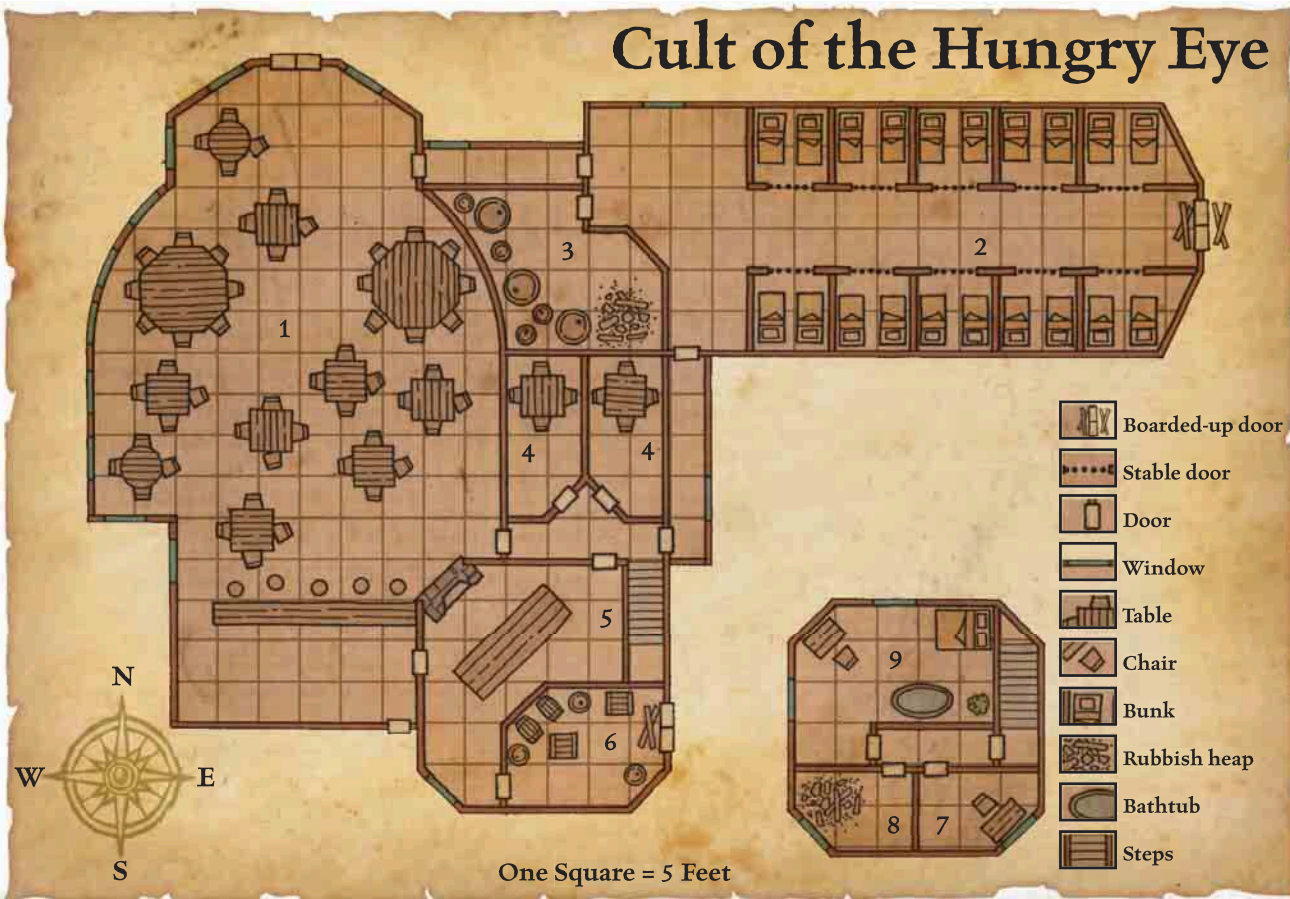 Cult of the Hungry Eye
1
2
3
4
4
5
6
7
8
9
Boarded-up door
Stable door
Door
Window
Table
Chair
Bunk
Rubbish heap
Bathtub
Steps
N
W
E
S
One Square = 5 Feet